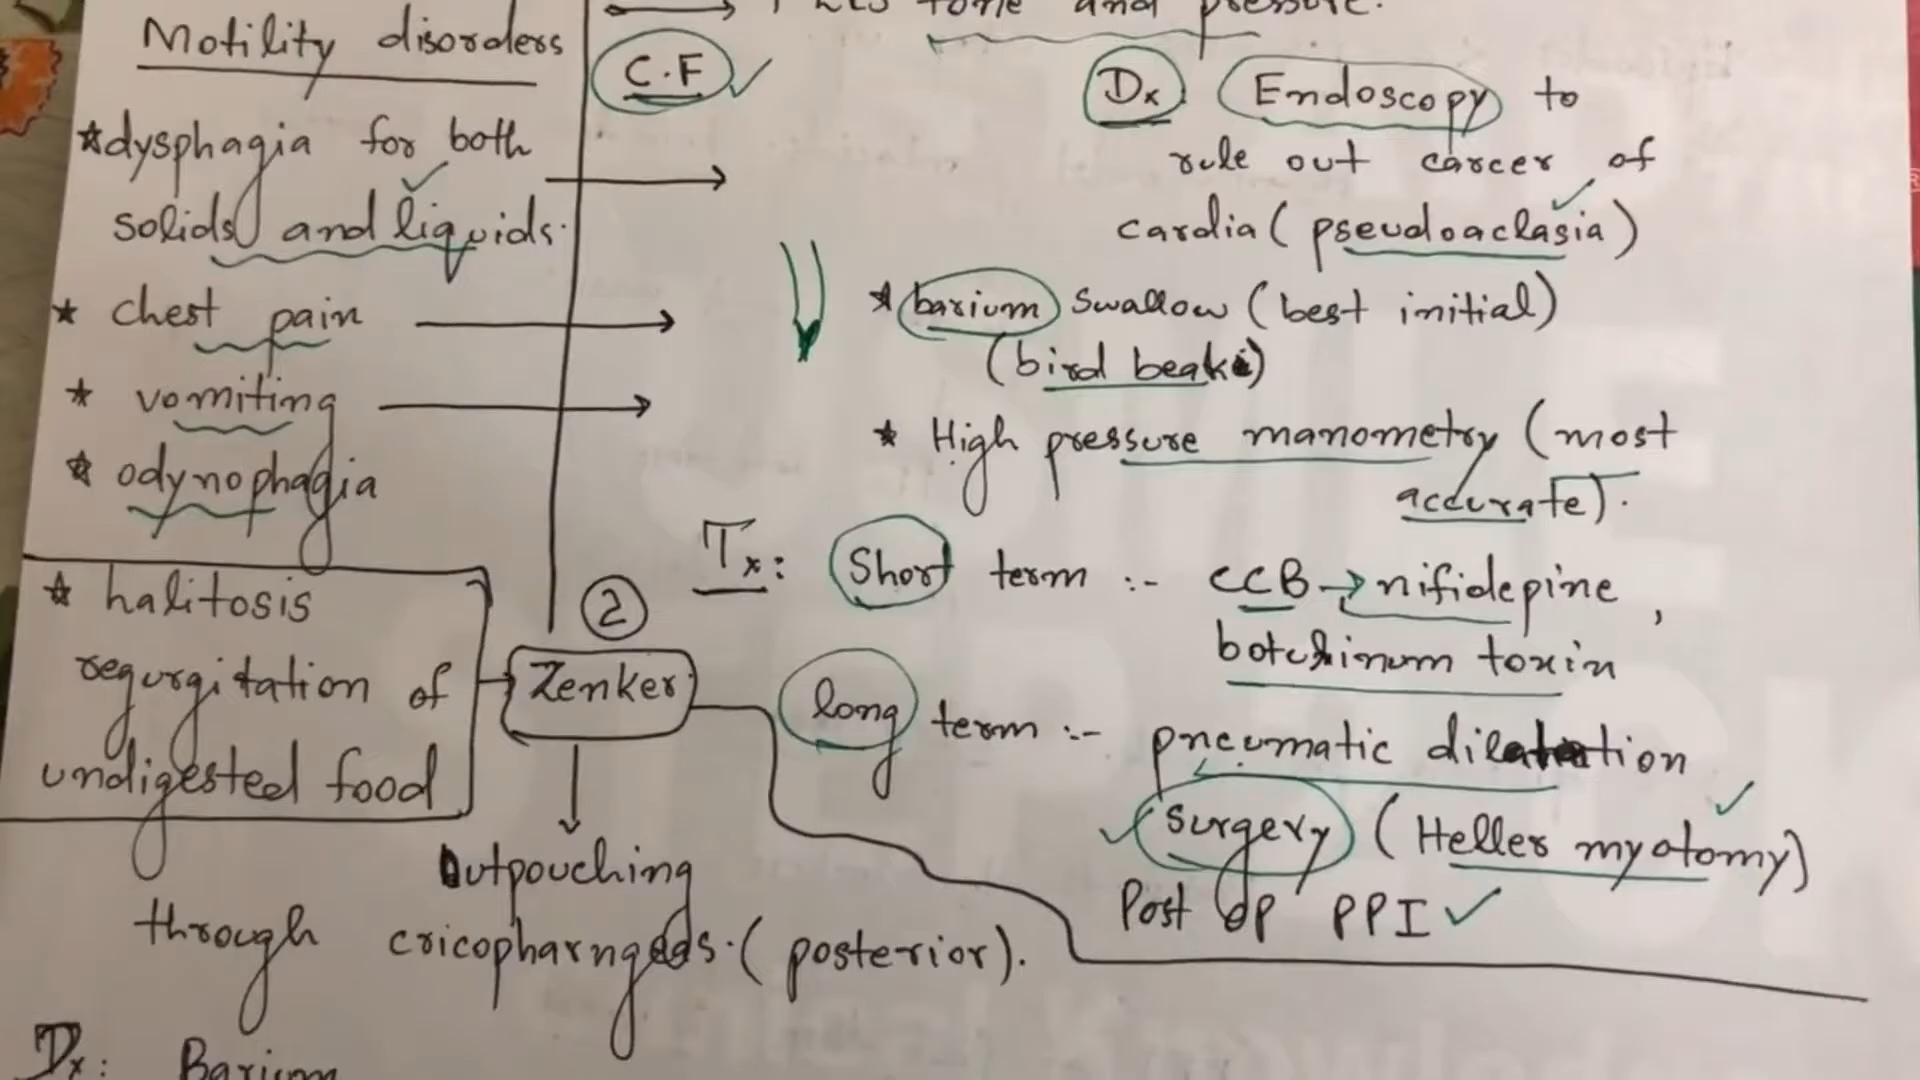 Motility disorders
*dysphagia for both
solids and liquids.
* chest pain
* vomiting
* odynophagia
* halitosis
regurgitation of
undigested food
LES tone and pressure.
C.F
Dx Endoscopy to
rule out carcer of
cardia (pseudoaclasia)
* barium swallow (best initial)
(bird beak)
* High pressure manometry (most
accurate).
Tx: Short term :- CCB → nifidepine,
botulinum toxin
long term :- pneumatic dilatation
surgery (Heller myotomy)
Post op PPI
2
Zenker
Outpouching
through cricopharngeas. (posterior).
Dx: Barium